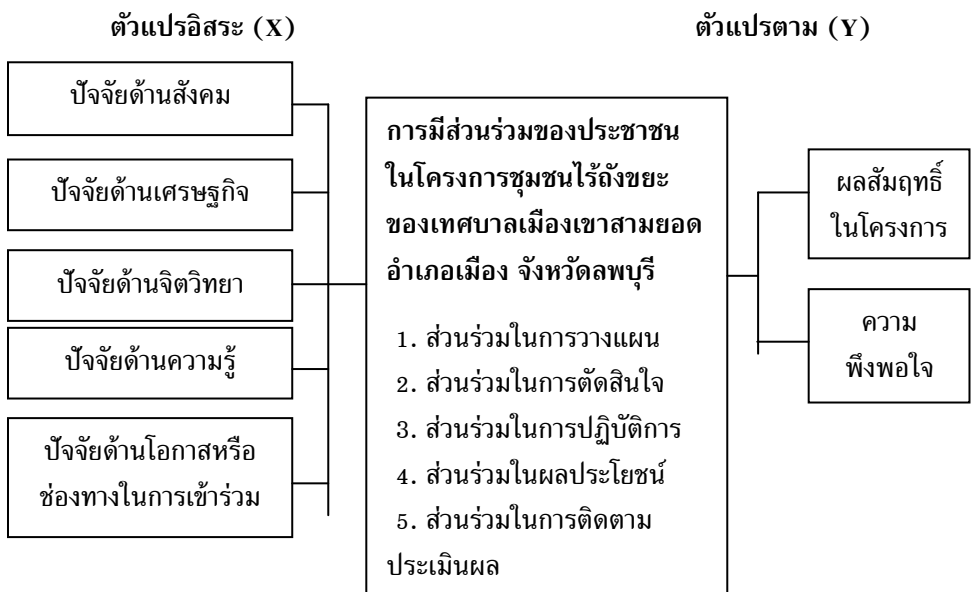 ตัวแปรอิสระ (X)
ตัวแปรตาม (Y)
ปัจจัยด้านสังคม
ปัจจัยด้านเศรษฐกิจ
ปัจจัยด้านจิตวิทยา
ปัจจัยด้านความรู้
ปัจจัยด้านโอกาสหรือ
ช่องทางในการเข้าร่วม
การมีส่วนร่วมของประชาชน
ในโครงการชุมชนไร้ถังขยะ
ของเทศบาลเมืองเขาสามยอด
อำเภอเมือง จังหวัดลพบุรี
1. ส่วนร่วมในการวางแผน
2. ส่วนร่วมในการตัดสินใจ
3. ส่วนร่วมในการปฏิบัติการ
4. ส่วนร่วมในผลประโยชน์
5. ส่วนร่วมในการติดตาม
ประเมินผล
ผลสัมฤทธิ์
ในโครงการ
ความ
พึงพอใจ